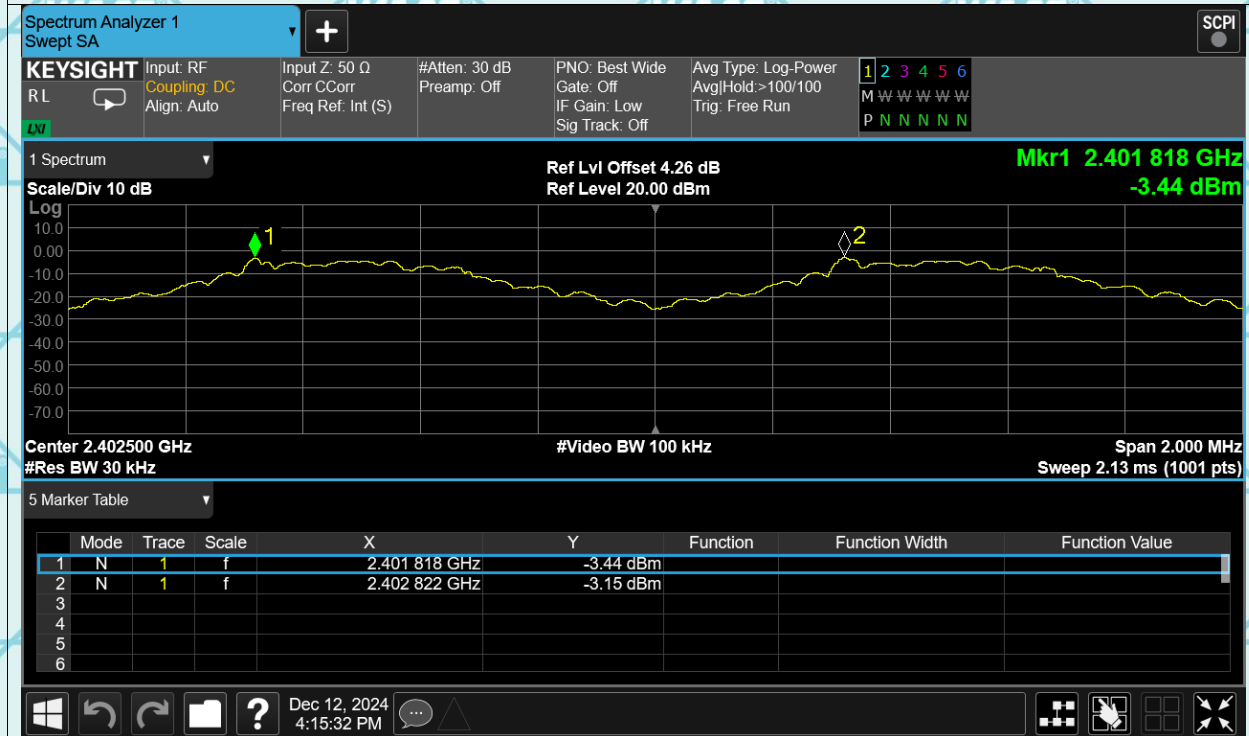 Spectrum Analyzer 1
Swept SA
+
SCPI
KEYSIGHT
RL
LXI
Input: RF
Coupling: DC
Align: Auto
Input Z: 50 Ω
Corr CCorr
Freq Ref: Int (S)
#Atten: 30 dB
Preamp: Off
PNO: Best Wide
Gate: Off
IF Gain: Low
Sig Track: Off
Avg Type: Log-Power
Avg|Hold:>100/100
Trig: Free Run
1 2 3 4 5 6
M W W W W W W
P N N N N N N
1 Spectrum
Scale/Div 10 dB
Log
Ref Lvl Offset 4.26 dB
Ref Level 20.00 dBm
Mkr1 2.401 818 GHz
-3.44 dBm
10.0
0.00
-10.0
-20.0
-30.0
-40.0
-50.0
-60.0
-70.0
1
2
Center 2.402500 GHz
#Res BW 30 kHz
#Video BW 100 kHz
Span 2.000 MHz
Sweep 2.13 ms (1001 pts)
5 Marker Table
Mode Trace Scale X Y Function Function Width Function Value
1 N 1 f 2.401 818 GHz -3.44 dBm
2 N 1 f 2.402 822 GHz -3.15 dBm
3
4
5
6
?
Dec 12, 2024
4:15:32 PM